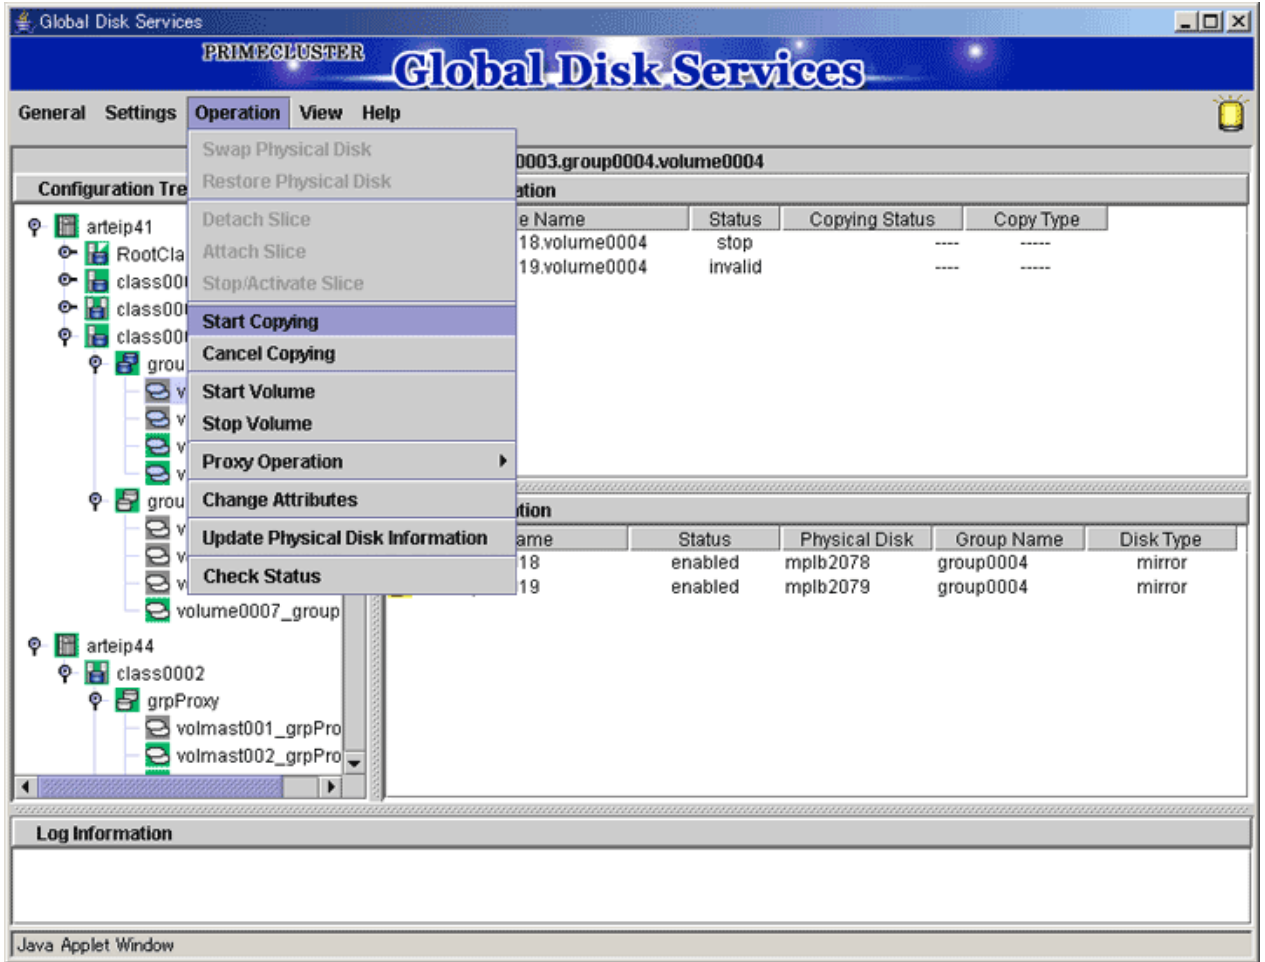 Global Disk Services
PRIMECLUSTER
Global Disk Services
General Settings Operation View Help
Swap Physical Disk
0003.group0004.volume0004
Restore Physical Disk
Configuration Tre
ation
Detach Slice
e Name Status Copying Status Copy Type
arteip41
18.volume0004 stop ---- -----
RootCla
Attach Slice
19.volume0004 invalid ---- -----
class00
Stop/Activate Slice
class00
Start Copying
class00
Cancel Copying
grou
Start Volume
v
Stop Volume
v
v
Proxy Operation
v
Change Attributes
grou
tion
v
Update Physical Disk Information
ame Status Physical Disk Group Name Disk Type
v
18 enabled mplb2078 group0004 mirror
Check Status
v
19 enabled mplb2079 group0004 mirror
volume0007_group
arteip44
class0002
grpProxy
volmast001_grpPro
volmast002_grpPro
Log Information
Java Applet Window